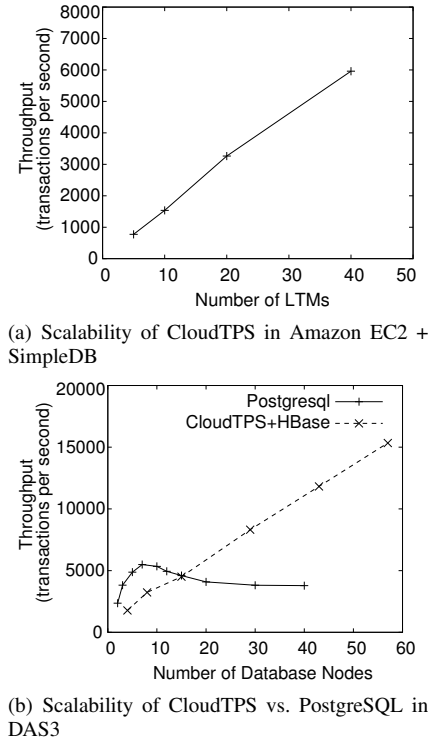 8000
7000
6000
5000
4000
3000
2000
1000
0
Throughput
(transactions per second)
0 10 20 30 40 50
Number of LTMs
(a) Scalability of CloudTPS in Amazon EC2 +
SimpleDB
20000
15000
10000
5000
0
Throughput
(transactions per second)
Postgresql
CloudTPS+HBase
0 10 20 30 40 50 60
Number of Database Nodes
(b) Scalability of CloudTPS vs. PostgreSQL in
DAS3